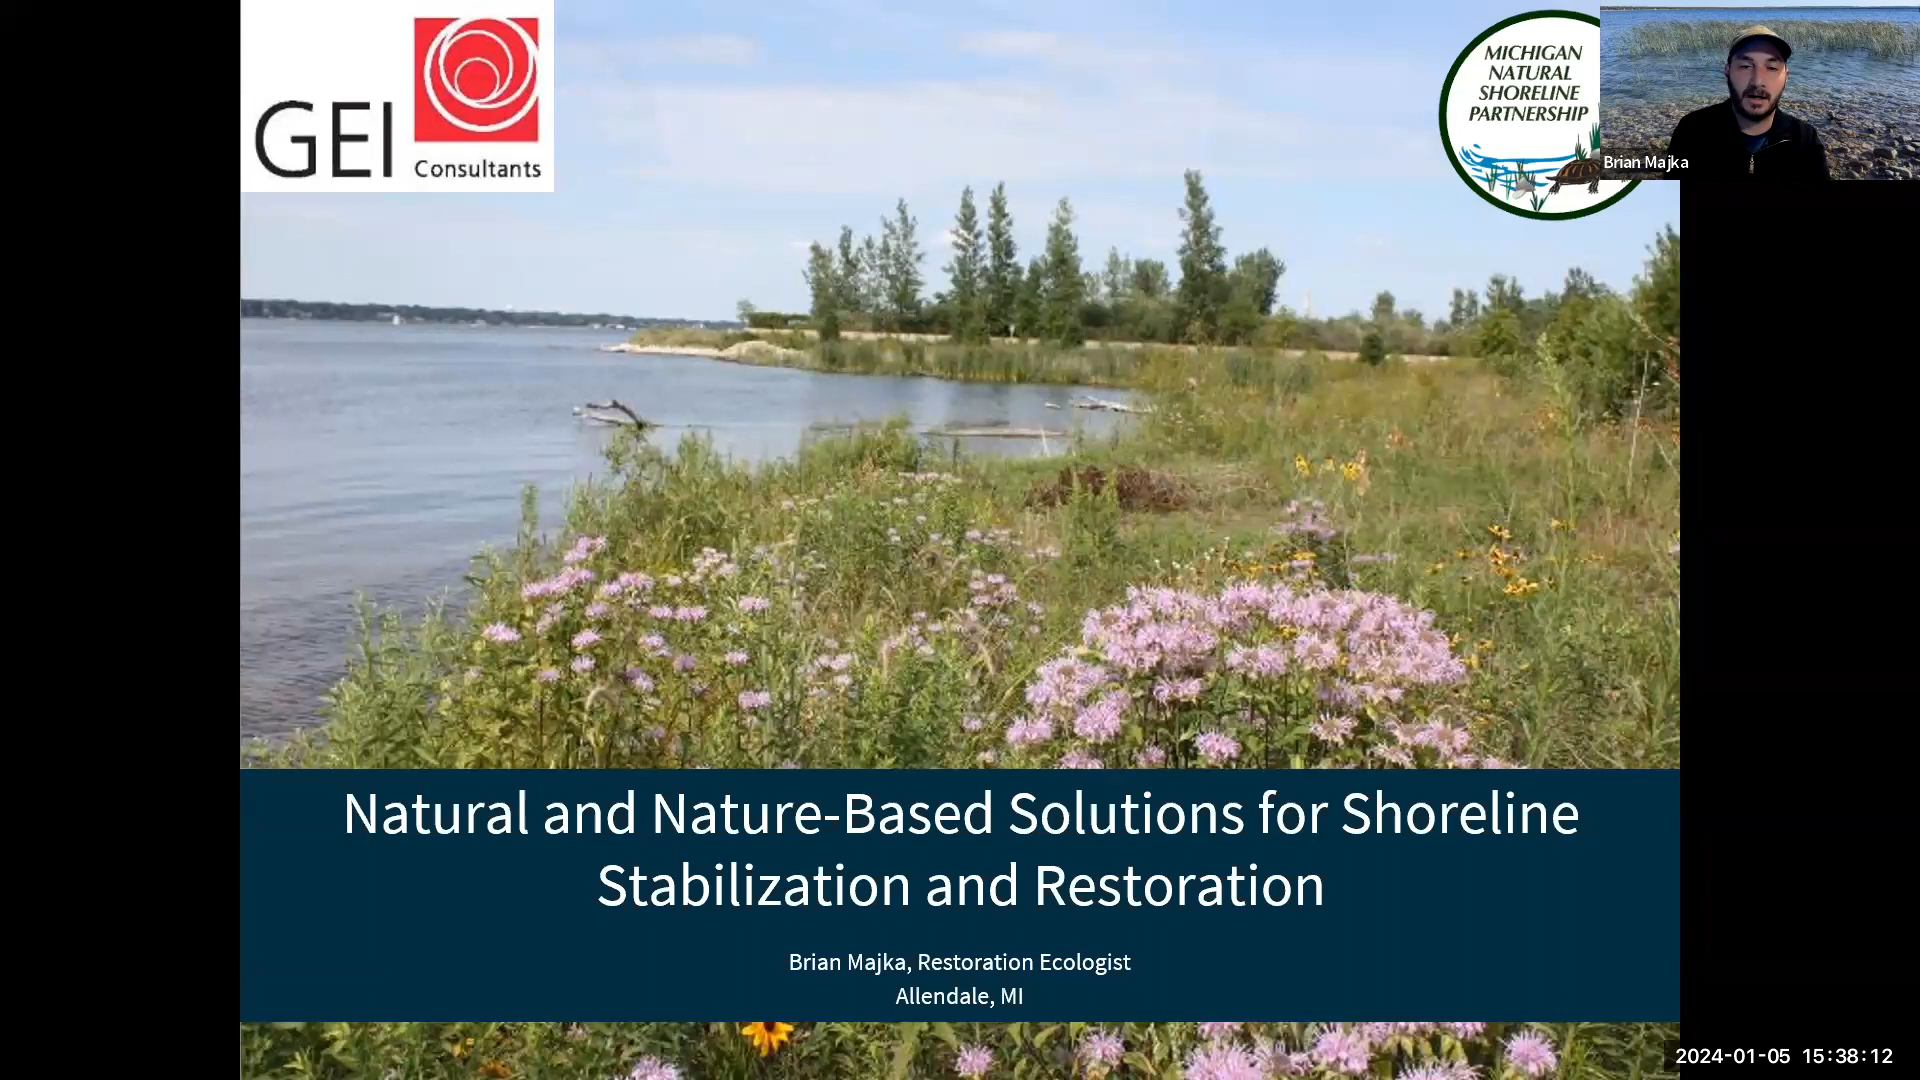 GEI
Consultants
MICHIGAN
NATURAL
SHORELINE
PARTNERSHIP
Brian Majka
Natural and Nature-Based Solutions for Shoreline
Stabilization and Restoration
Brian Majka, Restoration Ecologist
Allendale, MI
2024-01-05 15:38:12